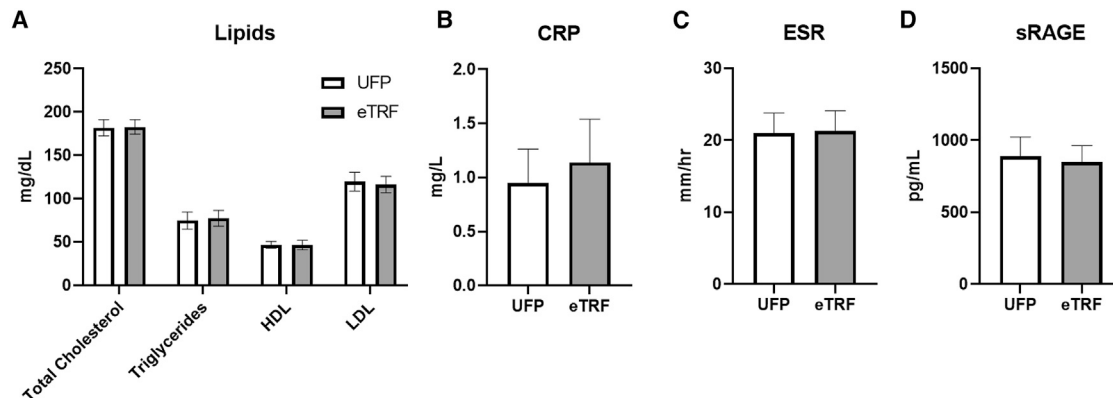 A
Lipids
UFP
eTRF
mg/dL
250
200
150
100
50
0
Total Cholesterol
Triglycerides
HDL
LDL
B
CRP
mg/L
2.0
1.5
1.0
0.5
0.0
UFP eTRF
C
ESR
mm/hr
30
20
10
0
UFP eTRF
D
sRAGE
pg/mL
1500
1000
500
0
UFP eTRF